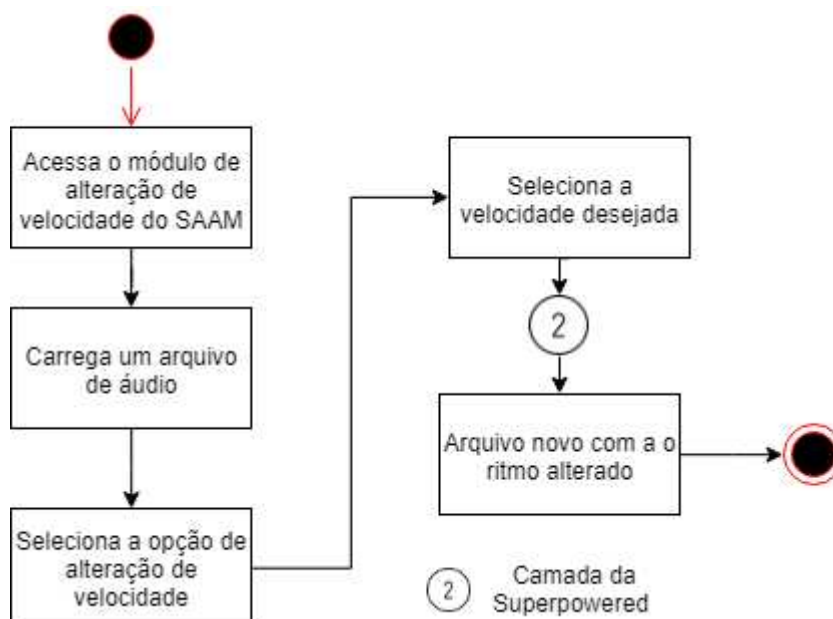 Acessa o módulo de
alteração de
velocidade do SAAM
Carrega um arquivo
de áudio
Seleciona a opção de
alteração de
velocidade
Seleciona a
velocidade desejada
2
Arquivo novo com a o
ritmo alterado
2
Camada da
Superpowered